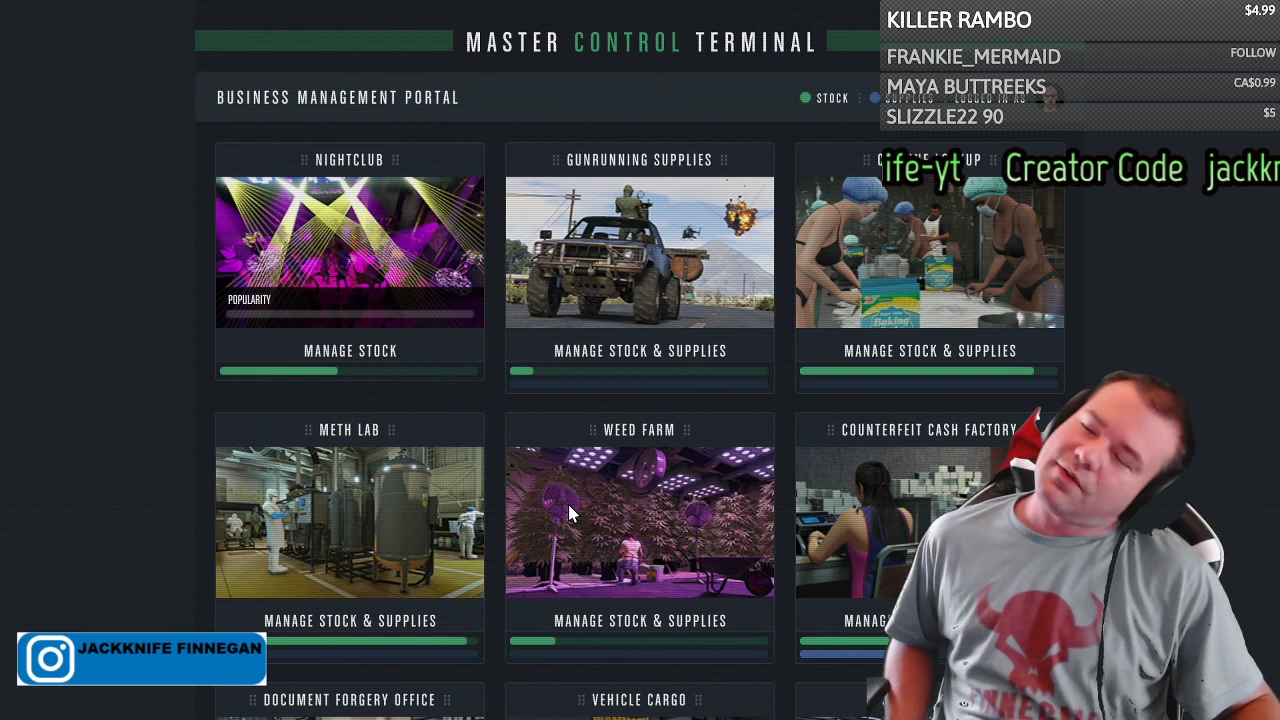 KILLER RAMBO $4.99
MASTER CONTROL TERMINAL
FRANKIE_MERMAID FOLLOW
MAYA BUTTREEKS CA$0.99
BUSINESS MANAGEMENT PORTAL STOCK SUPPLIES LOGGED IN AS
SLIZZLE22 90 $5
NIGHTCLUB GUNRUNNING SUPPLIES
ife-yt Creator Code jackkn
POPULARITY
Baking
MANAGE STOCK MANAGE STOCK & SUPPLIES MANAGE STOCK & SUPPLIES
METH LAB WEED FARM COUNTERFEIT CASH FACTORY
MANAGE STOCK & SUPPLIES MANAGE STOCK & SUPPLIES
JACKKNIFE FINNEGAN
DOCUMENT FORGERY OFFICE VEHICLE CARGO